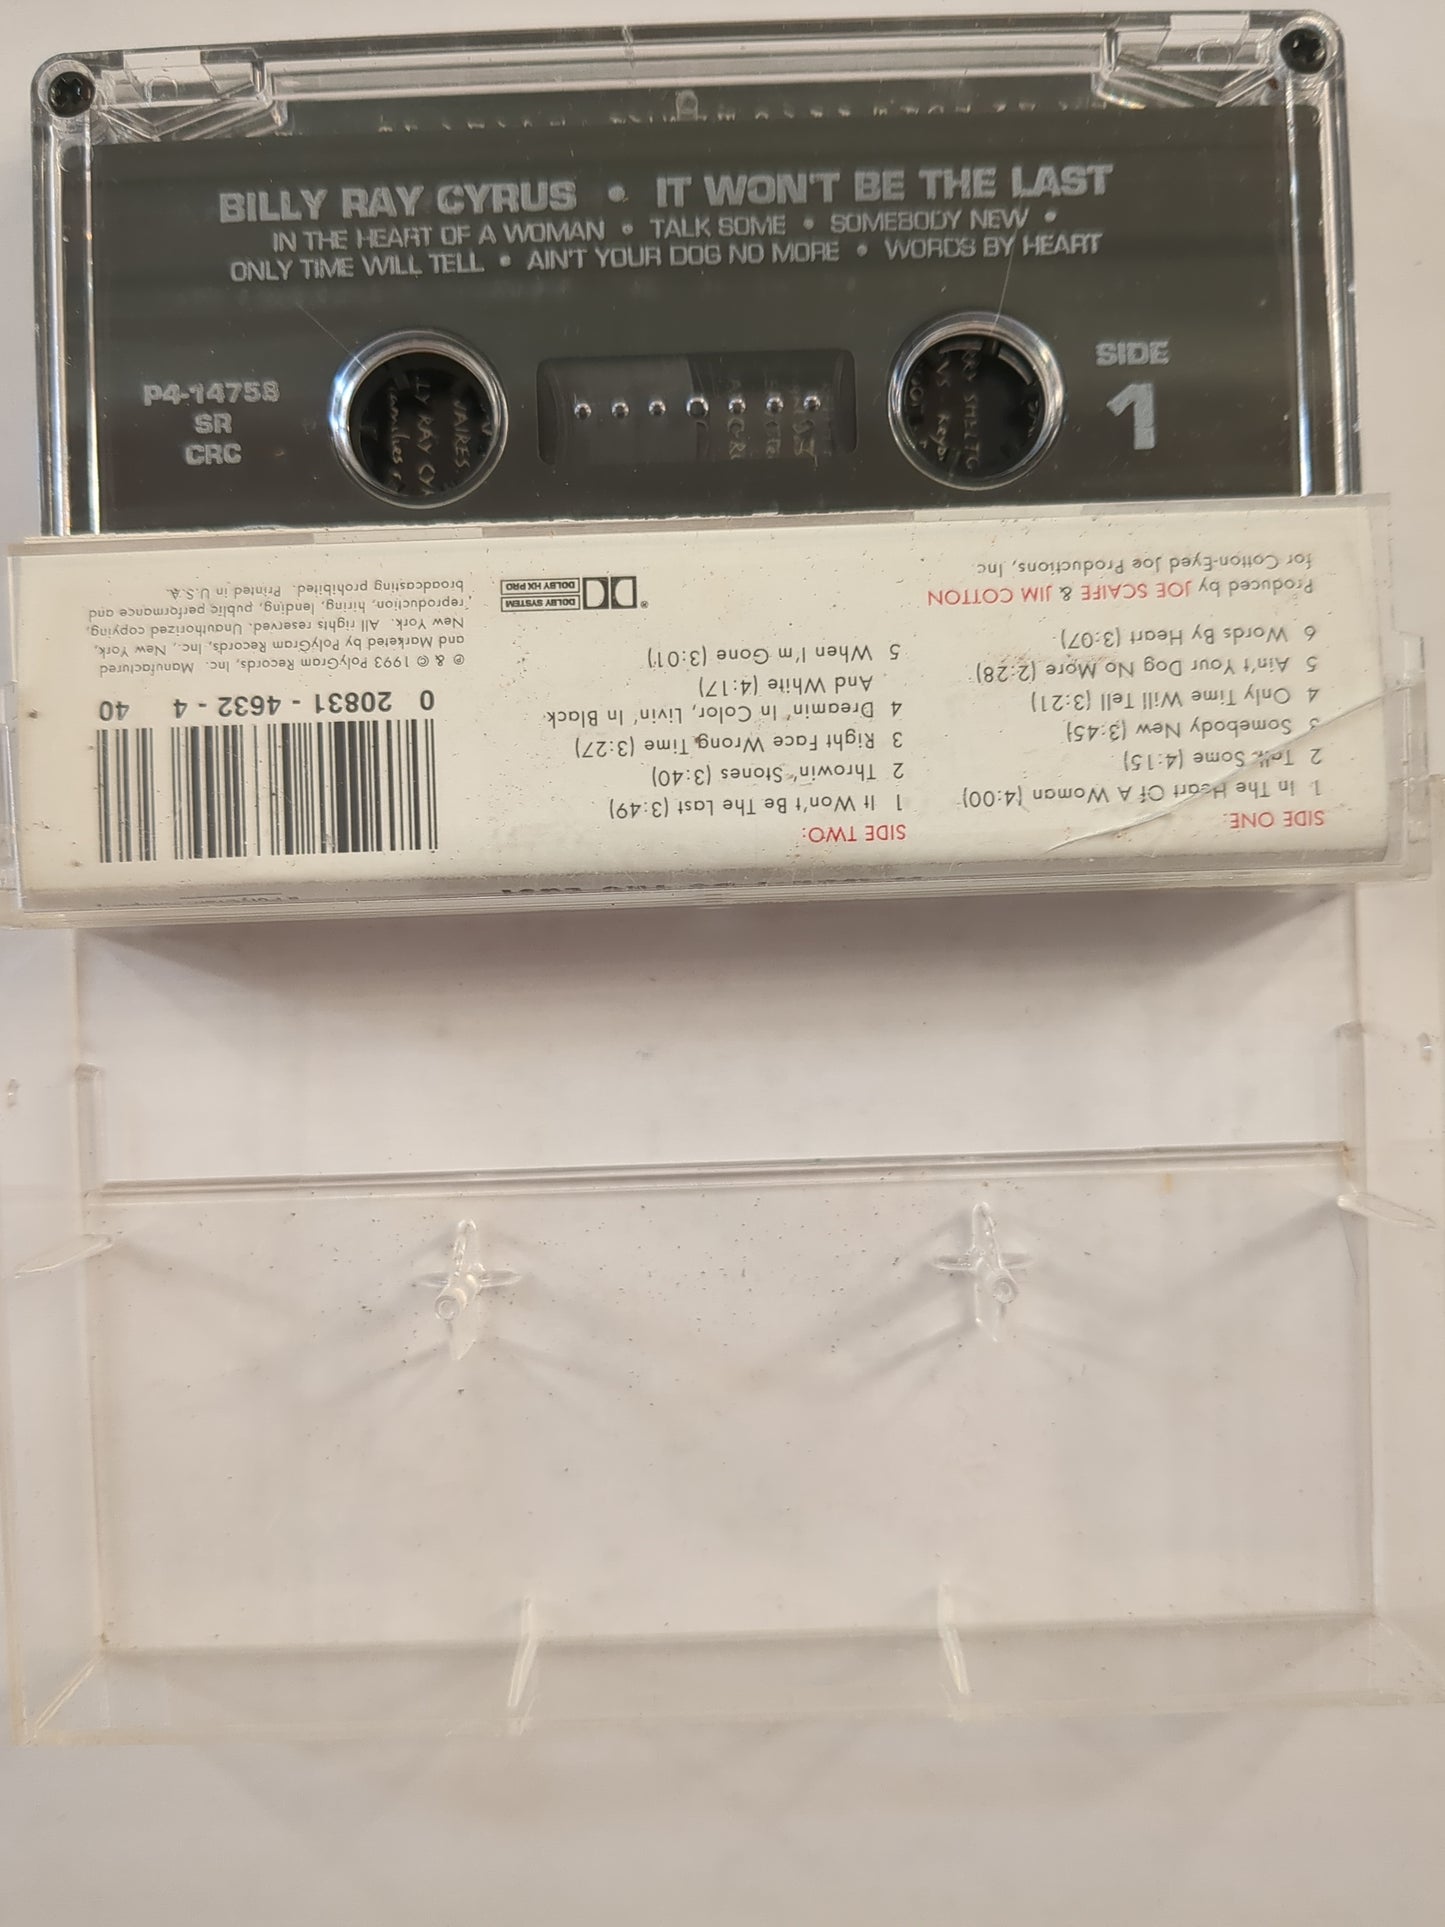 BILLY RAY CYRUS • IT WON'T BE THE LAST
IN THE HEART OF A WOMAN • TALK SOME • SOMEBODY NEW •
ONLY TIME WILL TELL • AIN'T YOUR DOG NO MORE • WORDS BY HEART
P4-14758
SR
CRC
SIDE
1
SIDE ONE:
1 In The Heart Of A Woman (4:00)
2 Talk Some (4:15)
3 Somebody New (3:45)
4 Only Time Will Tell (3:21)
5 Ain't Your Dog No More (2:28)
6 Words By Heart (3:07)
Produced by JOE SCAIFE & JIM COTTON
for Cotton-Eyed Joe Productions, Inc.
SIDE TWO:
1 It Won't Be The Last (3:49)
2 Throwin' Stones (3:40)
3 Right Face Wrong Time (3:27)
4 Dreamin' In Color, Livin' In Black
And White (4:17)
5 When I'm Gone (3:01)
DOLBY SYSTEM
DOLBY HX PRO
®
0 20831 - 4632 - 4 40
℗ & © 1993 PolyGram Records, Inc. Manufactured
and Marketed by PolyGram Records, Inc., New York,
New York. All rights reserved. Unauthorized copying,
reproduction, hiring, lending, public performance and
broadcasting prohibited. Printed in U.S.A.